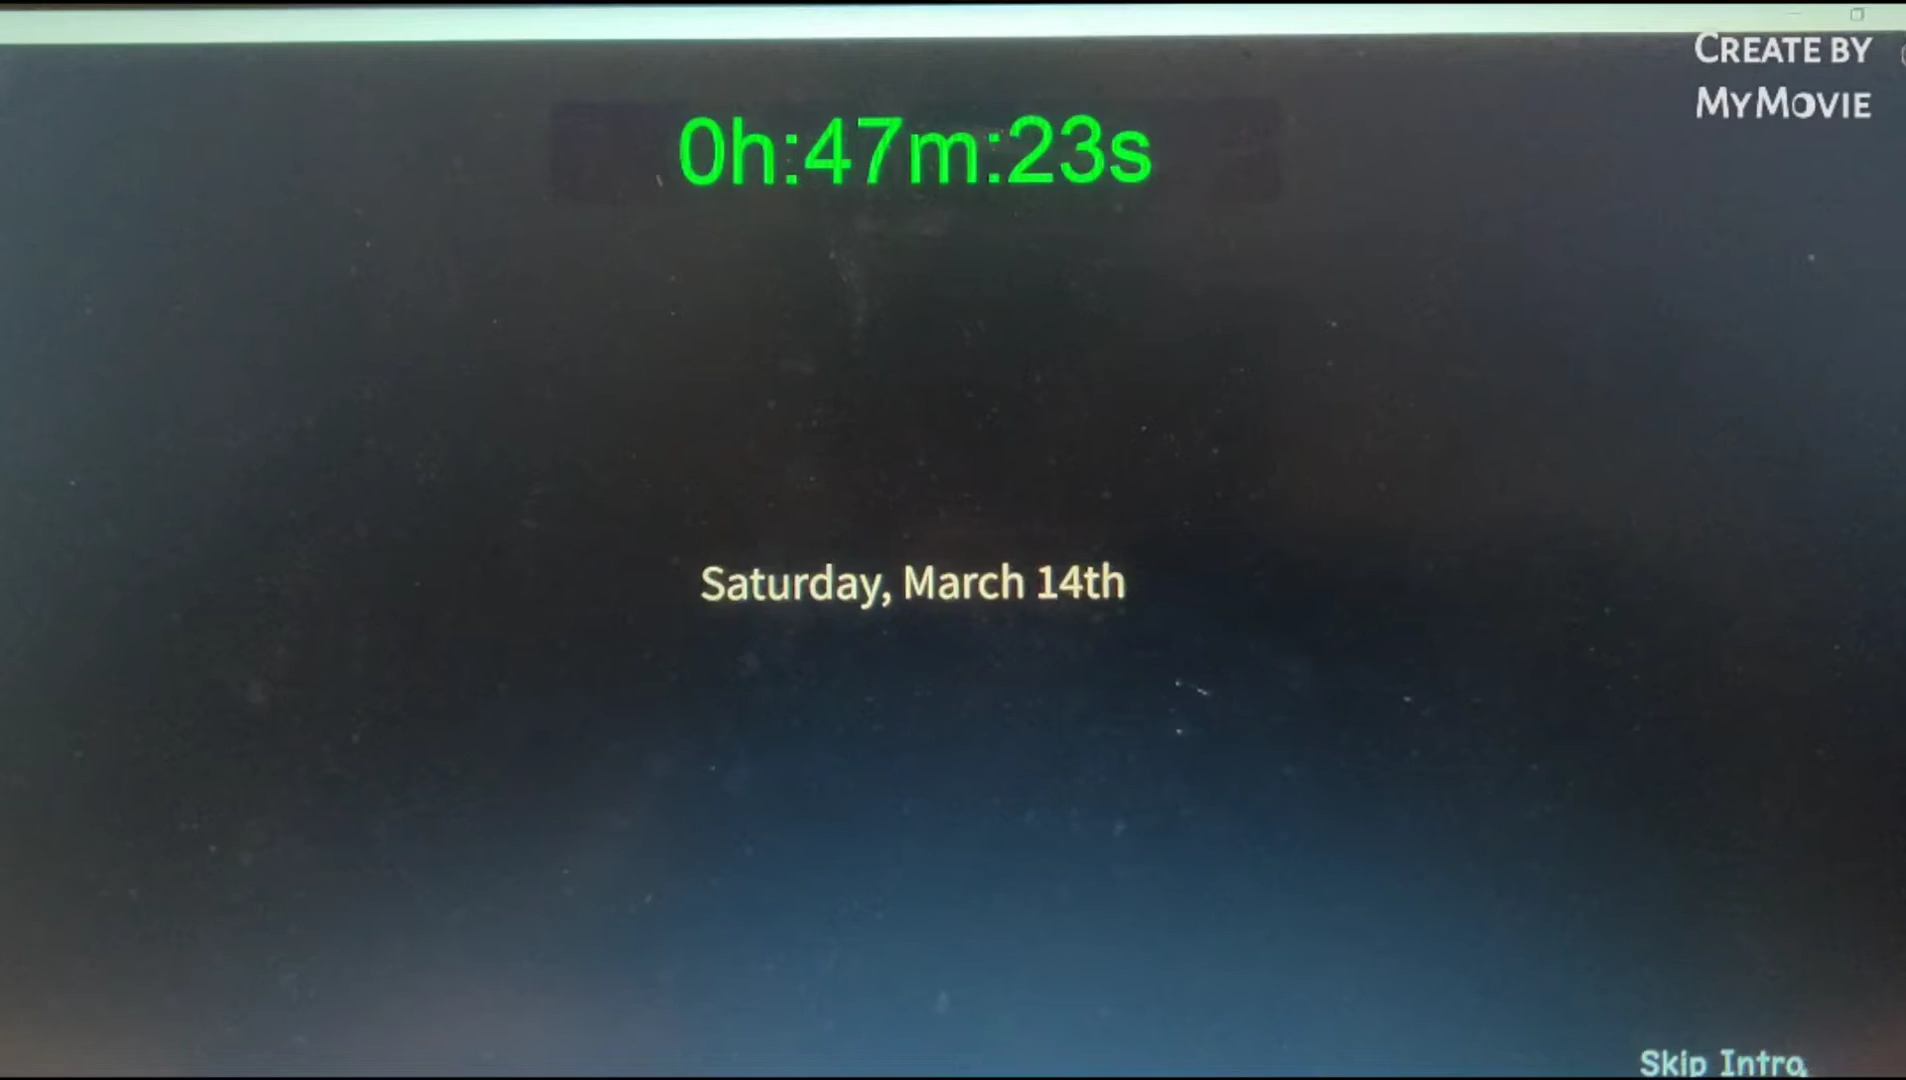 CREATE BY
MYMOVIE
0h:47m:23s
Saturday, March 14th
Skip Intro